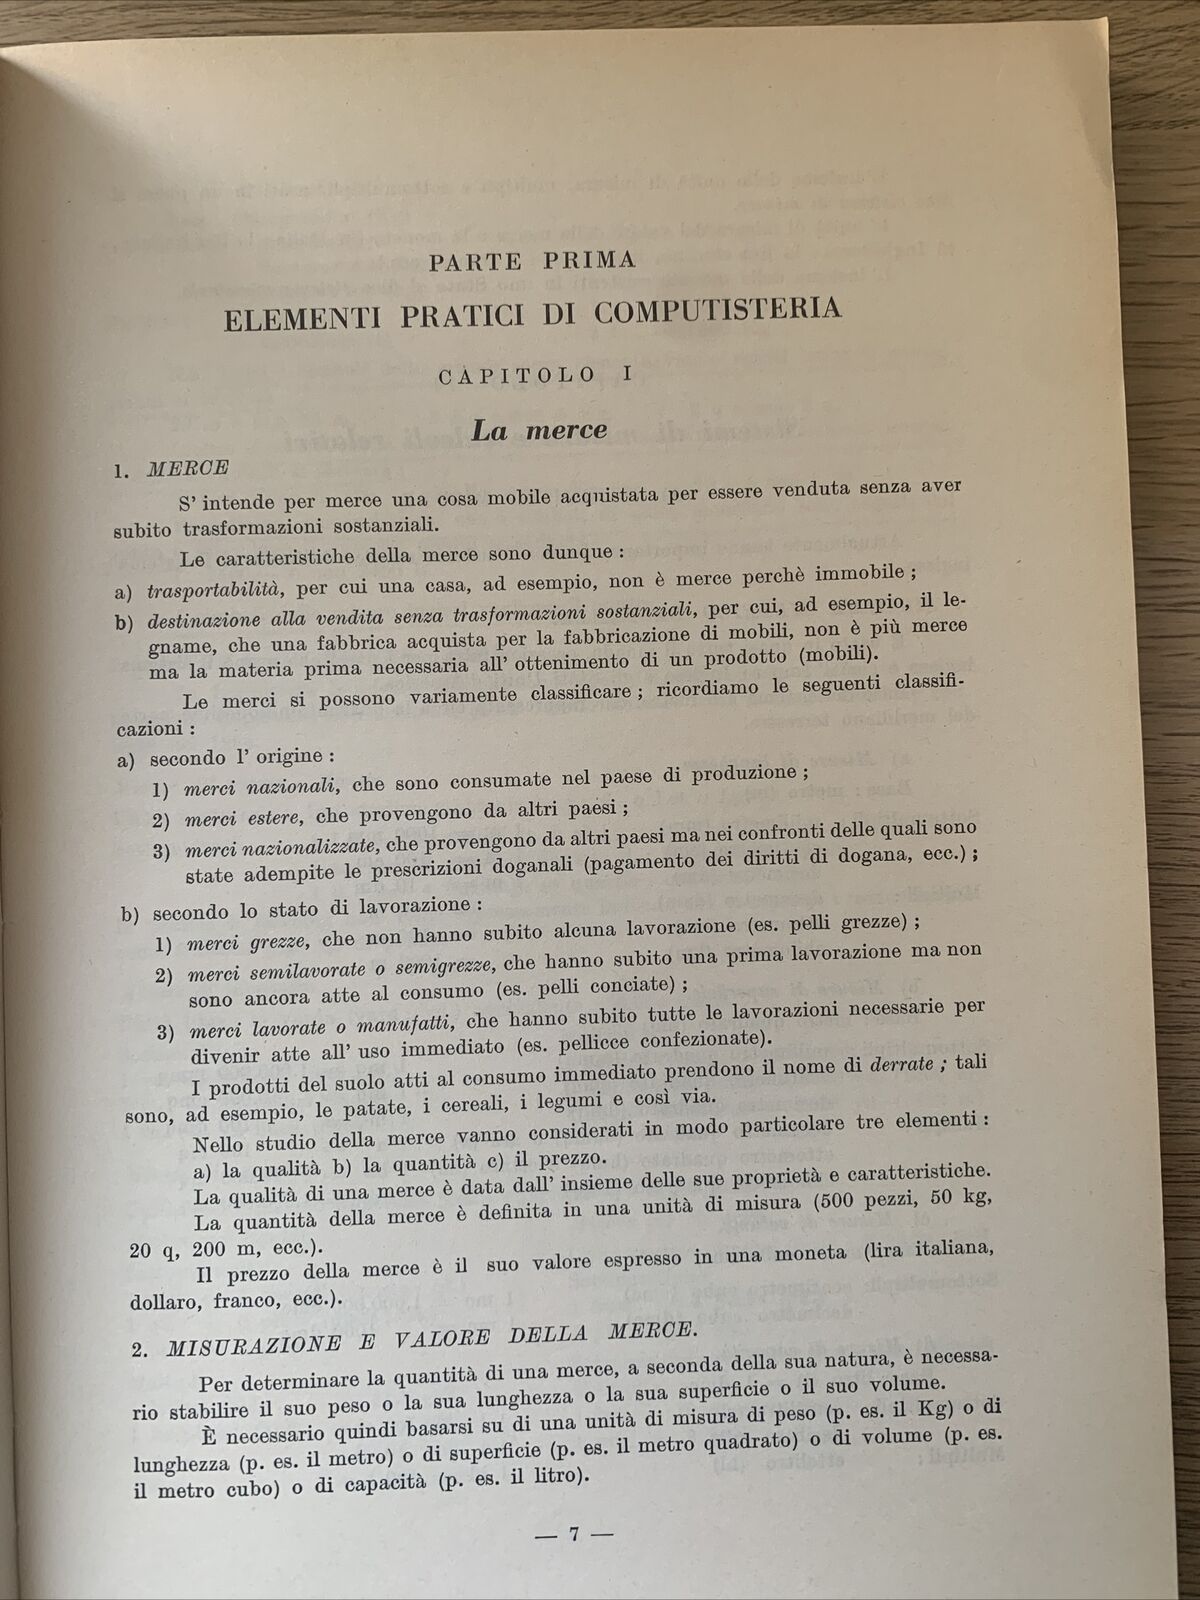 PARTE PRIMA
ELEMENTI PRATICI DI COMPUTISTERIA
CAPITOLO I
La merce
1. MERCE
S' intende per merce una cosa mobile acquistata per essere venduta senza aver
subito trasformazioni sostanziali.
Le caratteristiche della merce sono dunque :
a) trasportabilità, per cui una casa, ad esempio, non è merce perchè immobile ;
b) destinazione alla vendita senza trasformazioni sostanziali, per cui, ad esempio, il le-
gname, che una fabbrica acquista per la fabbricazione di mobili, non è più merce
ma la materia prima necessaria all' ottenimento di un prodotto (mobili).
Le merci si possono variamente classificare ; ricordiamo le seguenti classifi-
cazioni :
a) secondo l' origine :
1) merci nazionali, che sono consumate nel paese di produzione ;
2) merci estere, che provengono da altri paesi ;
3) merci nazionalizzate, che provengono da altri paesi ma nei confronti delle quali sono
state adempite le prescrizioni doganali (pagamento dei diritti di dogana, ecc.) ;
b) secondo lo stato di lavorazione :
1) merci grezze, che non hanno subito alcuna lavorazione (es. pelli grezze) ;
2) merci semilavorate o semigrezze, che hanno subito una prima lavorazione ma non
sono ancora atte al consumo (es. pelli conciate) ;
3) merci lavorate o manufatti, che hanno subito tutte le lavorazioni necessarie per
divenir atte all' uso immediato (es. pellicce confezionate).
I prodotti del suolo atti al consumo immediato prendono il nome di derrate ; tali
sono, ad esempio, le patate, i cereali, i legumi e così via.
Nello studio della merce vanno considerati in modo particolare tre elementi :
a) la qualità b) la quantità c) il prezzo.
La qualità di una merce è data dall' insieme delle sue proprietà e caratteristiche.
La quantità della merce è definita in una unità di misura (500 pezzi, 50 kg,
20 q, 200 m, ecc.).
Il prezzo della merce è il suo valore espresso in una moneta (lira italiana,
dollaro, franco, ecc.).
2. MISURAZIONE E VALORE DELLA MERCE.
Per determinare la quantità di una merce, a seconda della sua natura, è necessa-
rio stabilire il suo peso o la sua lunghezza o la sua superficie o il suo volume.
È necessario quindi basarsi su di una unità di misura di peso (p. es. il Kg) o di
lunghezza (p. es. il metro) o di superficie (p. es. il metro quadrato) o di volume (p. es.
il metro cubo) o di capacità (p. es. il litro).
— 7 —